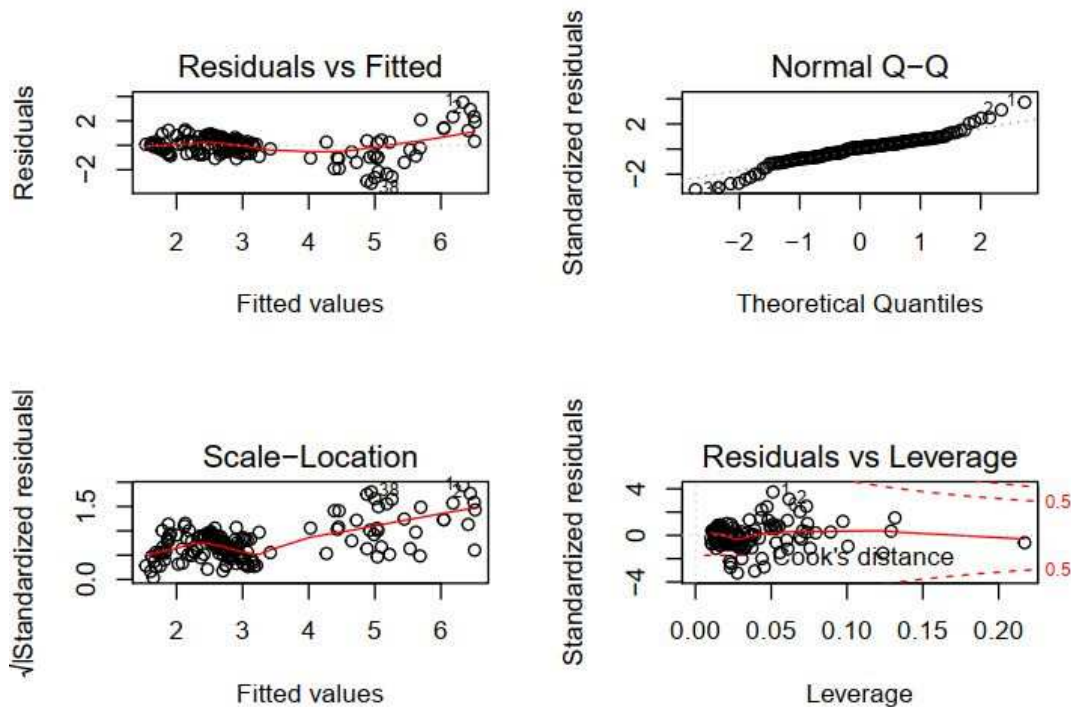 Residuals vs Fitted
Residuals
2
−2
1
2
38
2 3 4 5 6
Fitted values
Normal Q−Q
Standardized residuals
2
−2
1
2
38
−2 −1 0 1 2
Theoretical Quantiles
Scale−Location
√|Standardized residuals|
1.5
0.0
38
1
2
2 3 4 5 6
Fitted values
Residuals vs Leverage
Standardized residuals
4
0
−4
1
2
Cook's distance
0.5
0.5
0.00 0.05 0.10 0.15 0.20
Leverage